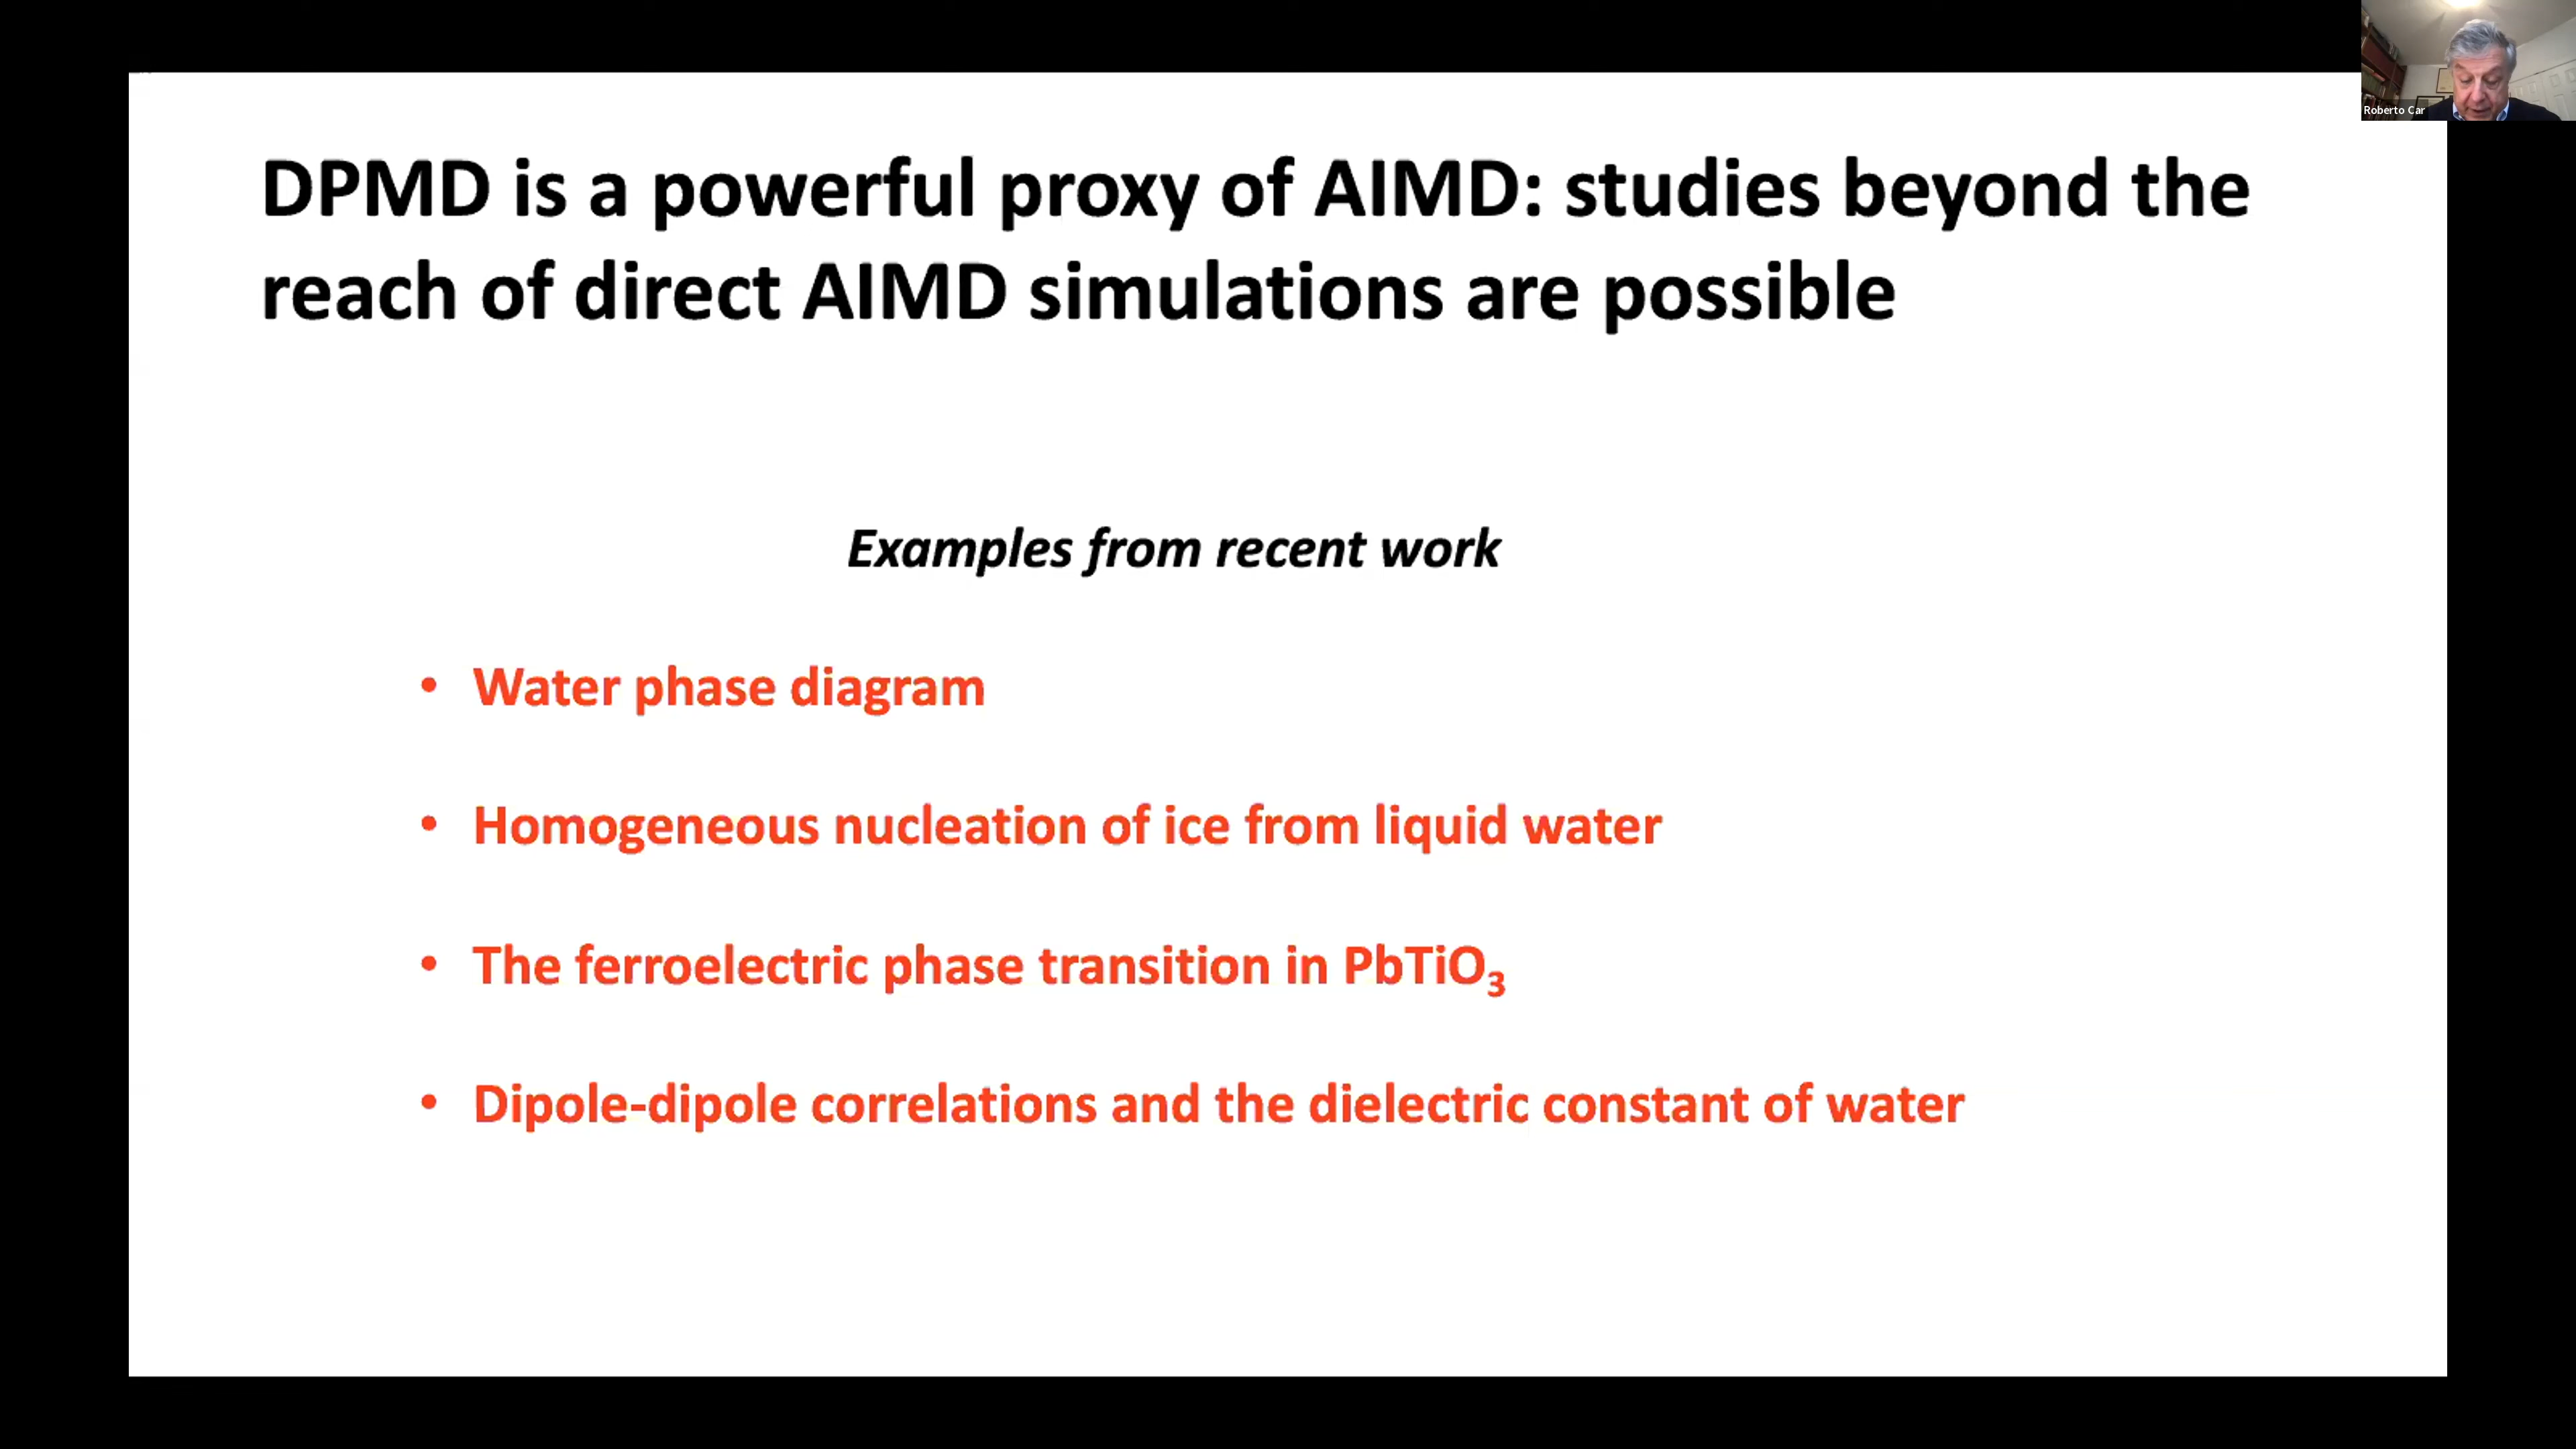 Roberto Car
DPMD is a powerful proxy of AIMD: studies beyond the
reach of direct AIMD simulations are possible
Examples from recent work
• Water phase diagram
• Homogeneous nucleation of ice from liquid water
• The ferroelectric phase transition in PbTiO₃
• Dipole-dipole correlations and the dielectric constant of water